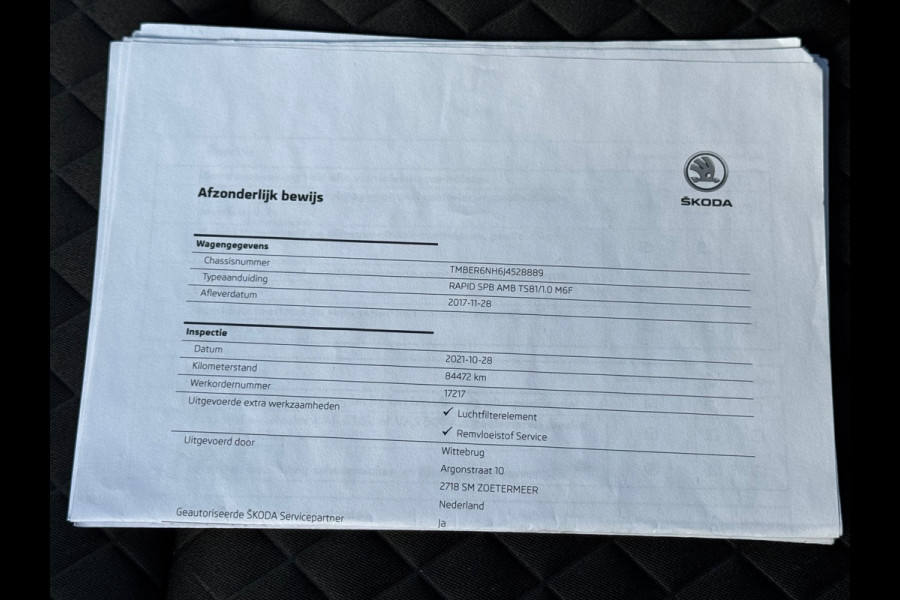 ŠKODA
Afzonderlijk bewijs
Wagengegevens
Chassisnummer TMBER6NH6J4528889
Typeaanduiding RAPID SPB AMB TS81/1.0 M6F
Afleverdatum 2017-11-28
Inspectie
Datum 2021-10-28
Kilometerstand 84472 km
Werkordernummer 17217
Uitgevoerde extra werkzaamheden ✓ Luchtfilterelement
✓ Remvloeistof Service
Uitgevoerd door Wittebrug
Argonstraat 10
2718 SM ZOETERMEER
Nederland
Geautoriseerde ŠKODA Servicepartner Ja